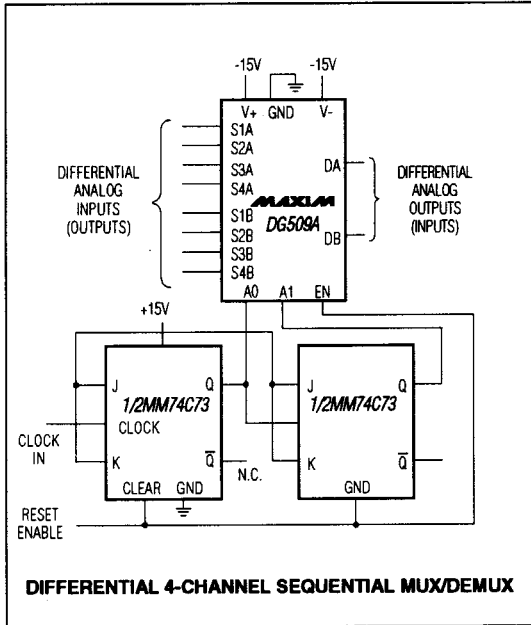 -15V -15V
V+ GND V-
S1A
S2A
S3A
S4A
S1B
S2B
S3B
S4B
DA
DB
MAXIM
DG509A
A0 A1 EN
DIFFERENTIAL
ANALOG
INPUTS
(OUTPUTS)
DIFFERENTIAL
ANALOG
OUTPUTS
(INPUTS)
+15V
J Q
1/2MM74C73
CLOCK
K Q̅
CLEAR GND
CLOCK
IN
N.C.
J Q
1/2MM74C73
K Q̅
GND
RESET
ENABLE
DIFFERENTIAL 4-CHANNEL SEQUENTIAL MUX/DEMUX